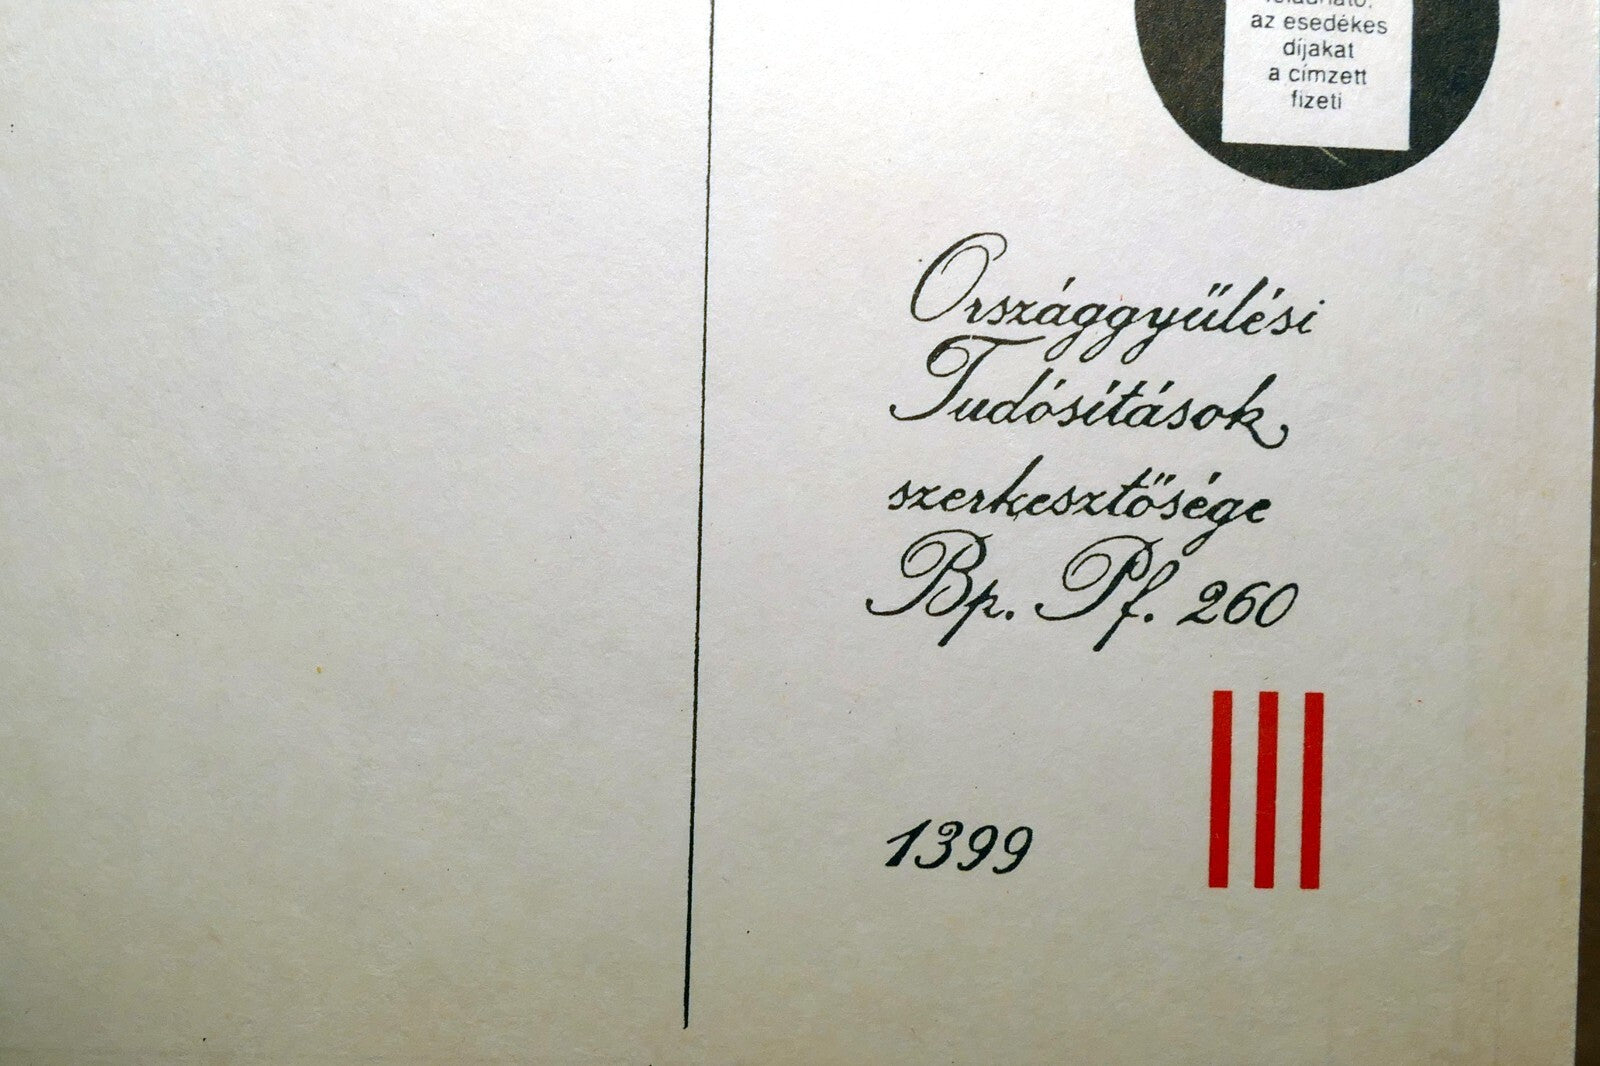 az esedékes
díjakat
a címzett
fizeti
Országgyűlési
Tudósítások
szerkesztősége
Bp. Pf. 260
1399